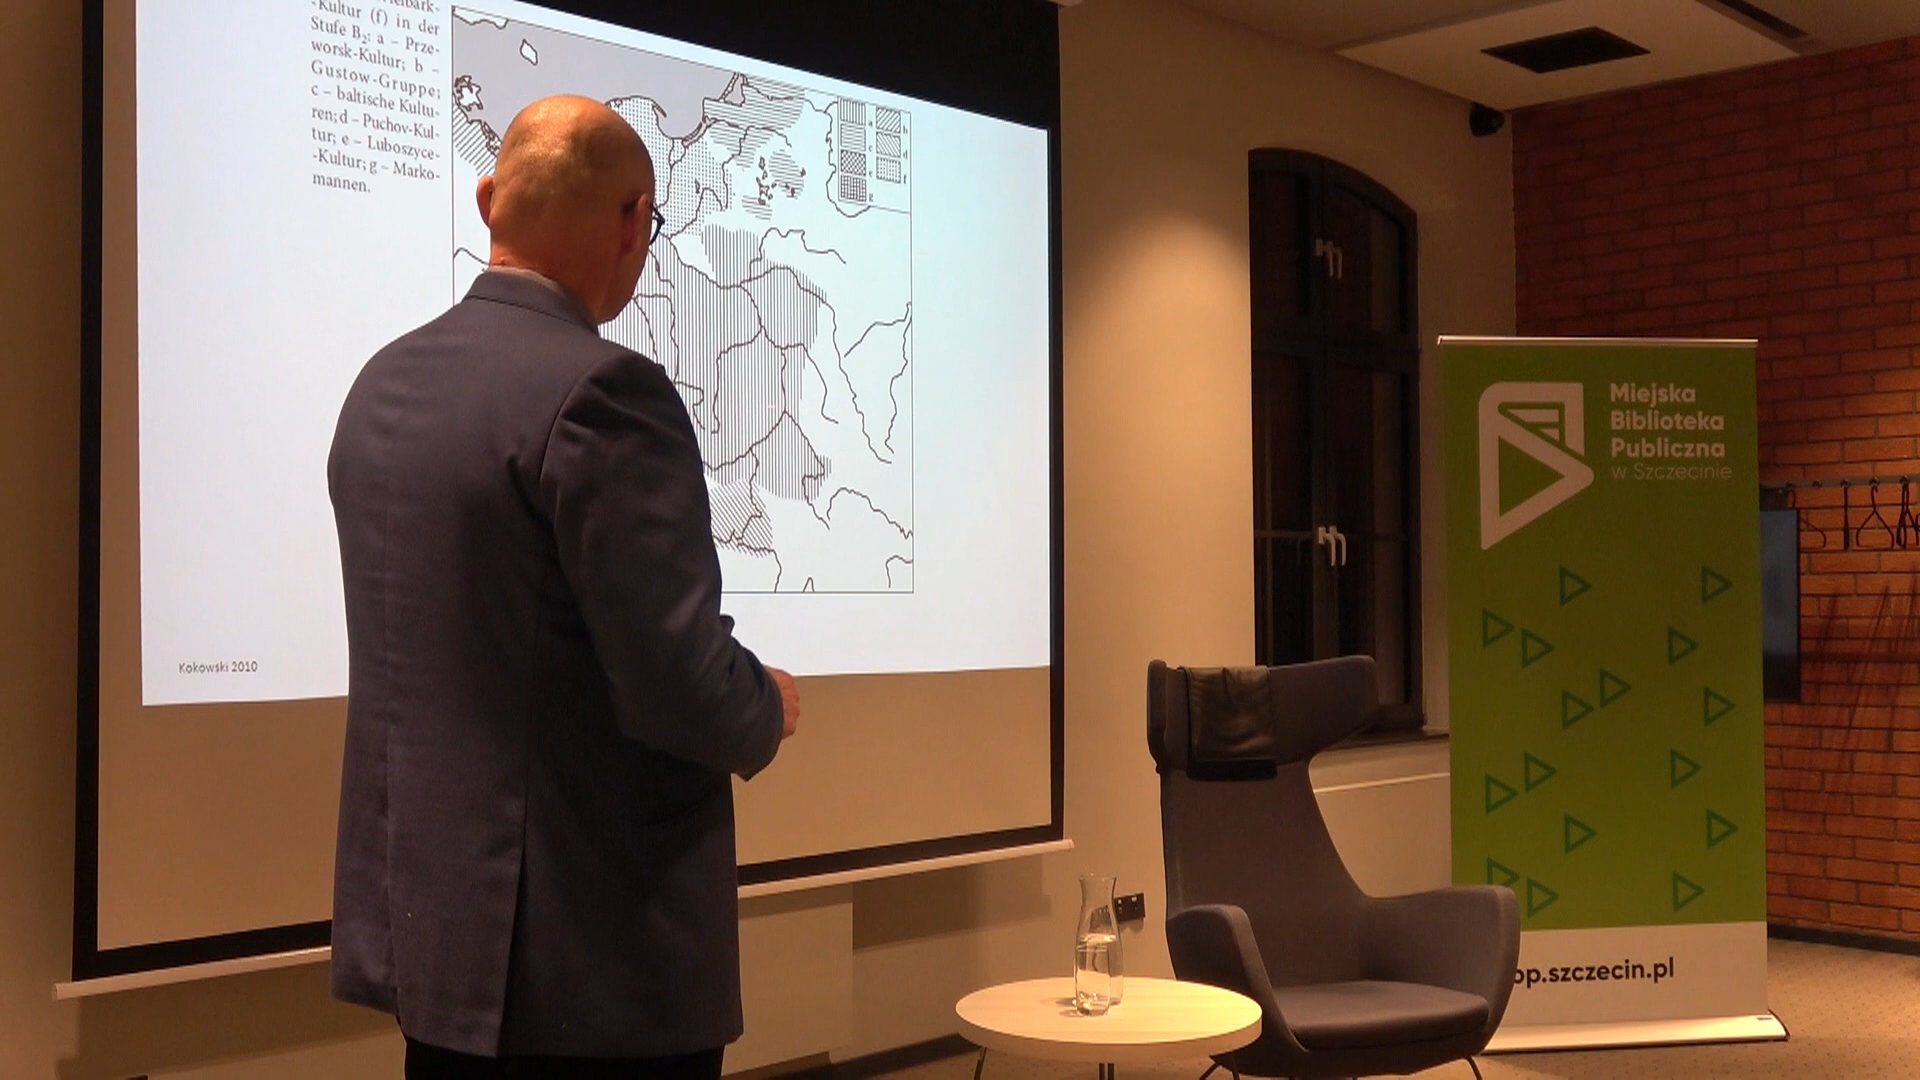 -Kultur (f) in der
Stufe B₂: a – Prze-
worsk-Kultur; b –
Gustow-Gruppe;
c – baltische Kultu-
ren; d – Puchov-Kul-
tur; e – Luboszyce-
-Kultur; g – Marko-
mannen.
a
b
c
d
e
f
g
Kokowski 2010
Miejska
Biblioteka
Publiczna
w Szczecinie
bp.szczecin.pl